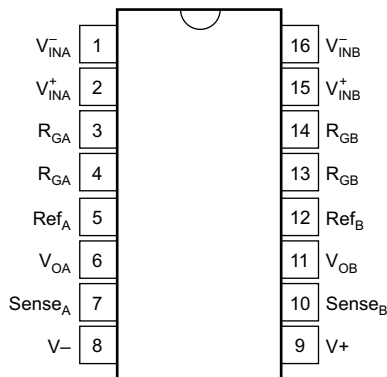 V⁻INA 1 16 V⁻INB
V⁺INA 2 15 V⁺INB
RGA 3 14 RGB
RGA 4 13 RGB
RefA 5 12 RefB
VOA 6 11 VOB
SenseA 7 10 SenseB
V– 8 9 V+